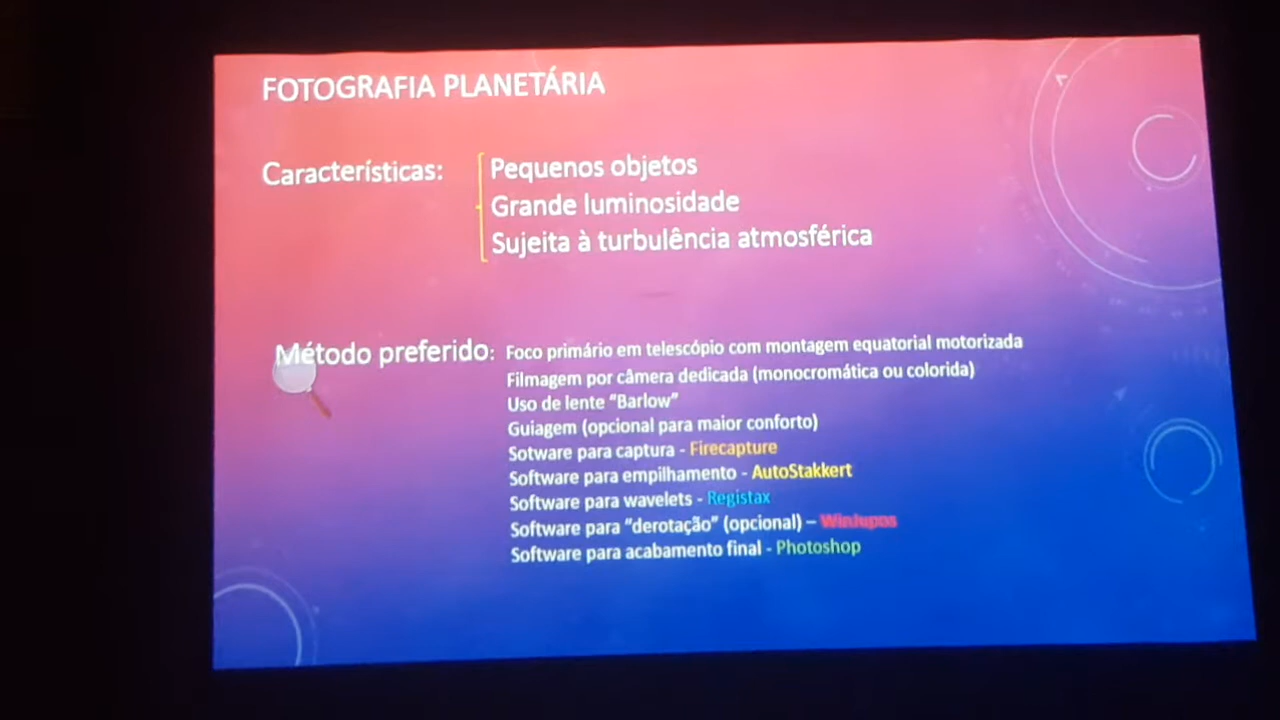 FOTOGRAFIA PLANETÁRIA
Características:
Pequenos objetos
Grande luminosidade
Sujeita à turbulência atmosférica
Método preferido: Foco primário em telescópio com montagem equatorial motorizada
Filmagem por câmera dedicada (monocromática ou colorida)
Uso de lente "Barlow"
Guiagem (opcional para maior conforto)
Sotware para captura - Firecapture
Software para empilhamento - AutoStakkert
Software para wavelets - Registax
Software para "derotação" (opcional) – WinJupos
Software para acabamento final - Photoshop